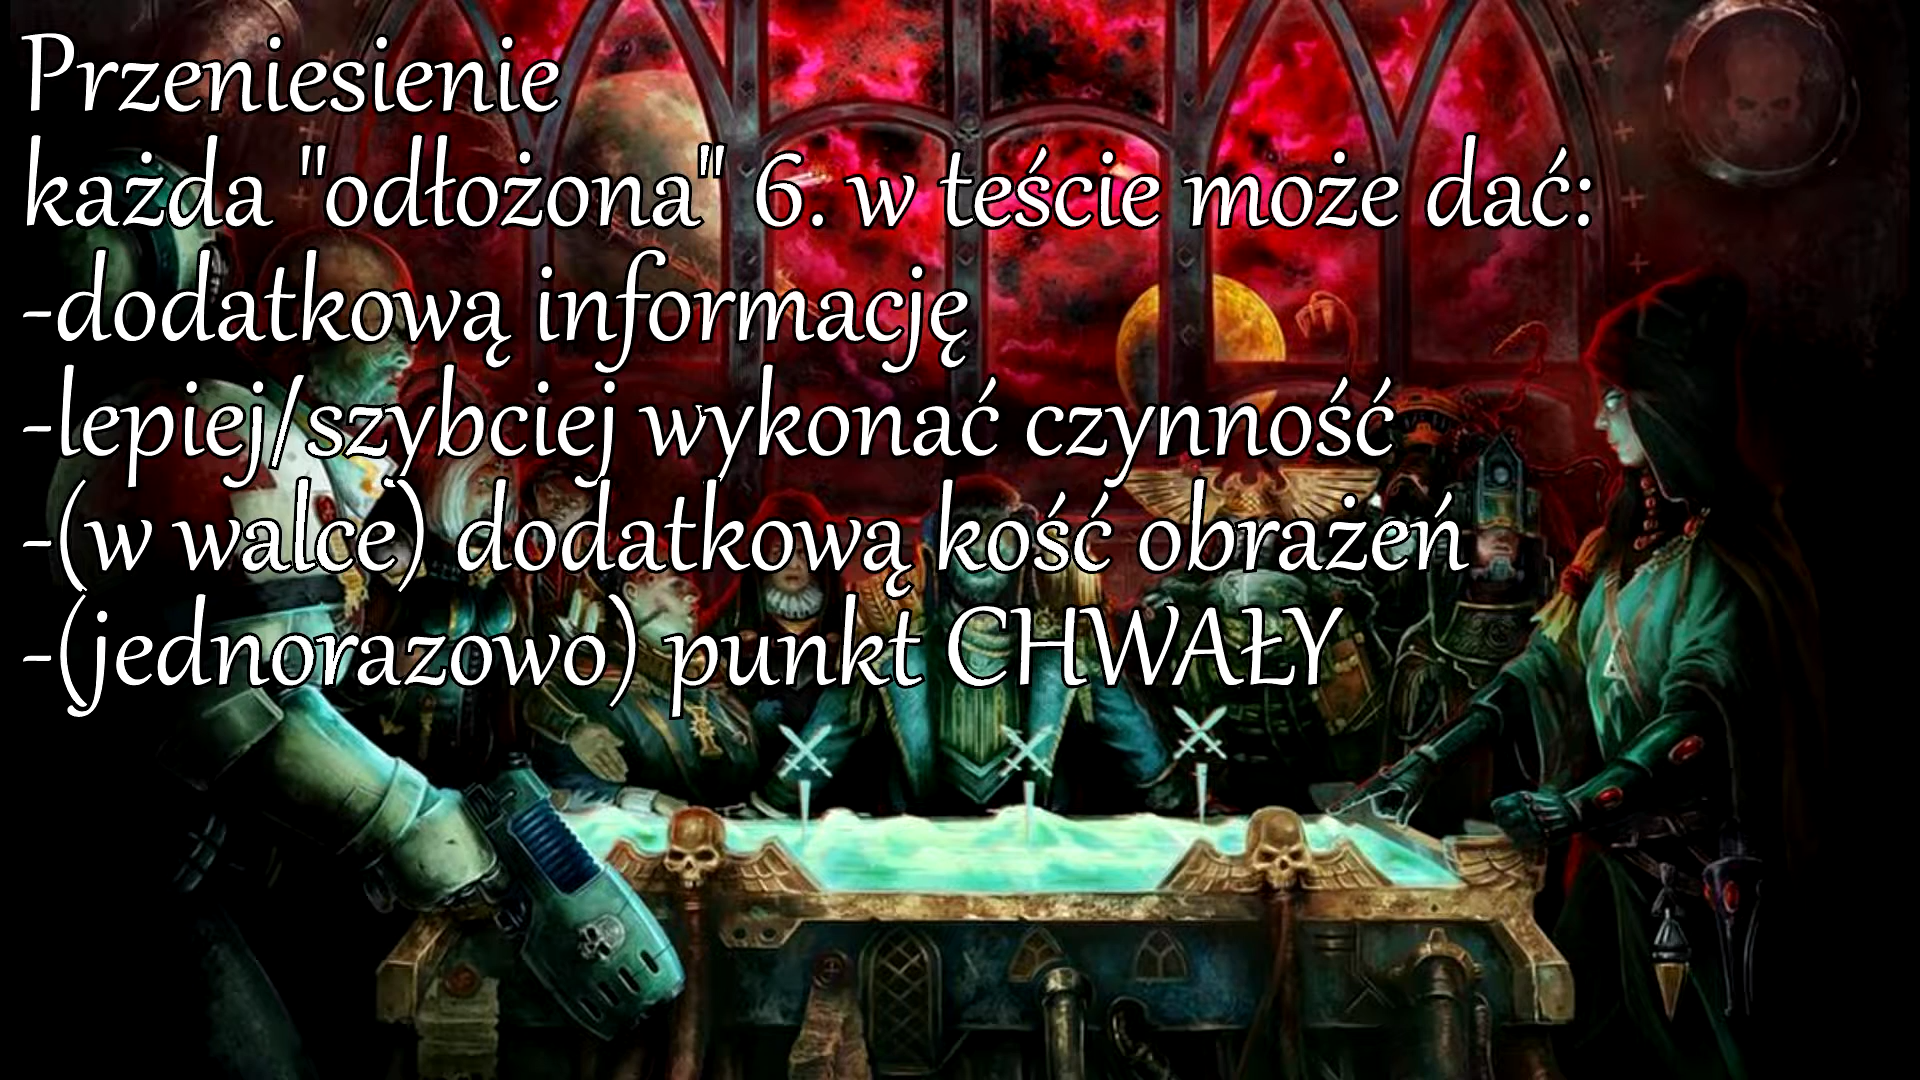 Przeniesienie
każda "odłożona" 6. w teście może dać:
-dodatkową informację
-lepiej/szybciej wykonać czynność
-(w walce) dodatkową kość obrażeń
-(jednorazowo) punkt CHWAŁY